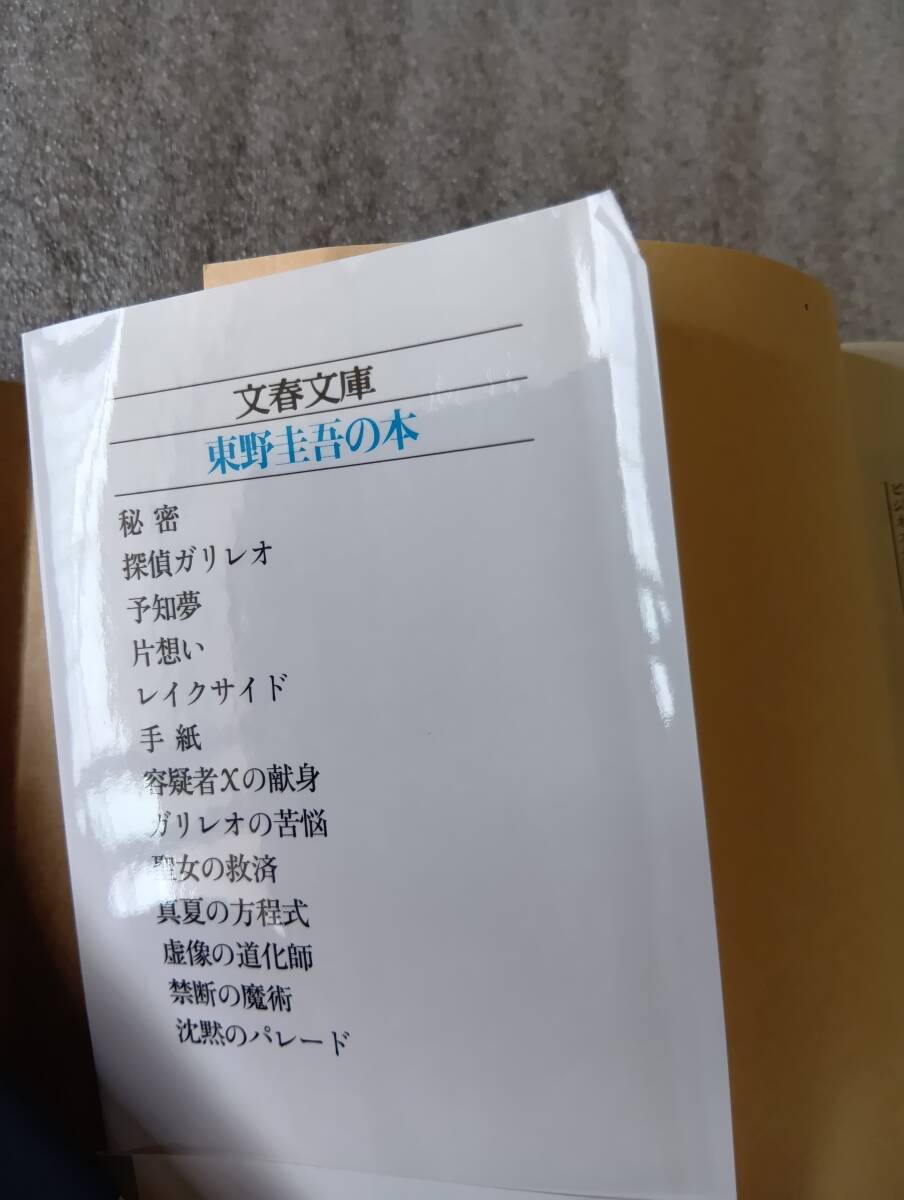 文春文庫
東野圭吾の本
秘密
探偵ガリレオ
予知夢
片想い
レイクサイド
手紙
容疑者Xの献身
ガリレオの苦悩
聖女の救済
真夏の方程式
虚像の道化師
禁断の魔術
沈黙のパレード